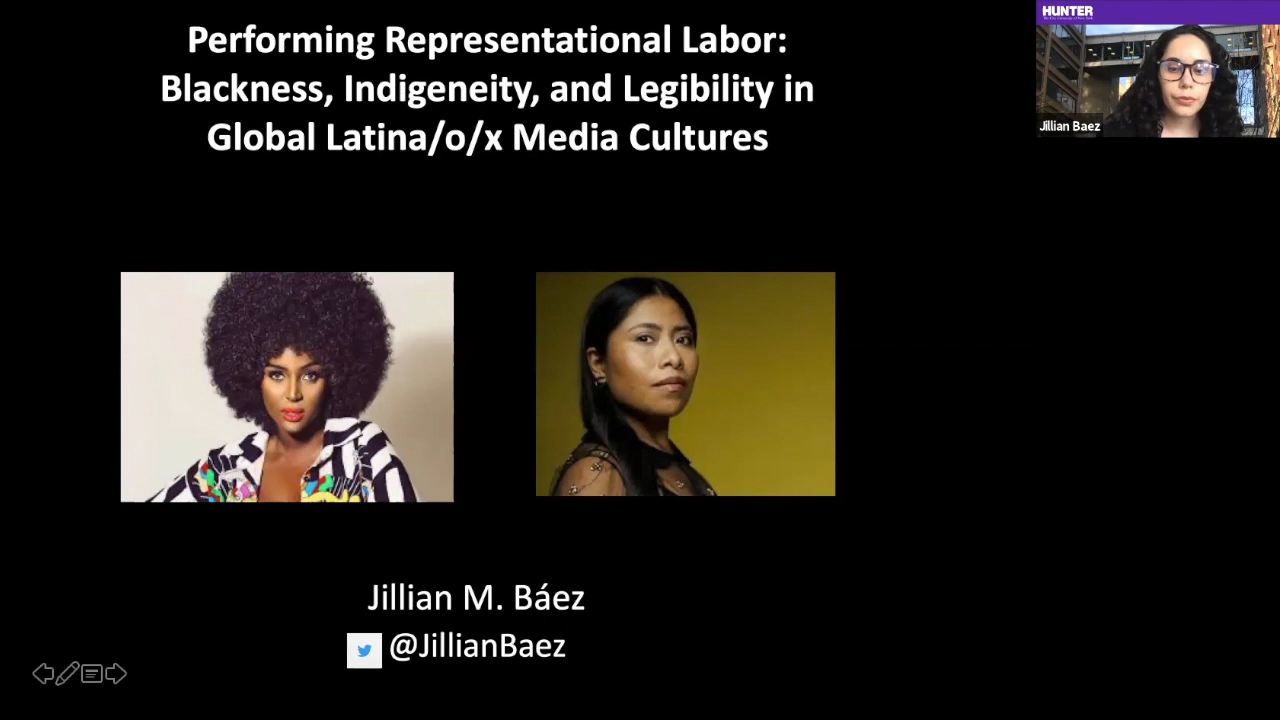 Performing Representational Labor:
Blackness, Indigeneity, and Legibility in
Global Latina/o/x Media Cultures
HUNTER
Jillian Baez
Jillian M. Báez
@JillianBaez